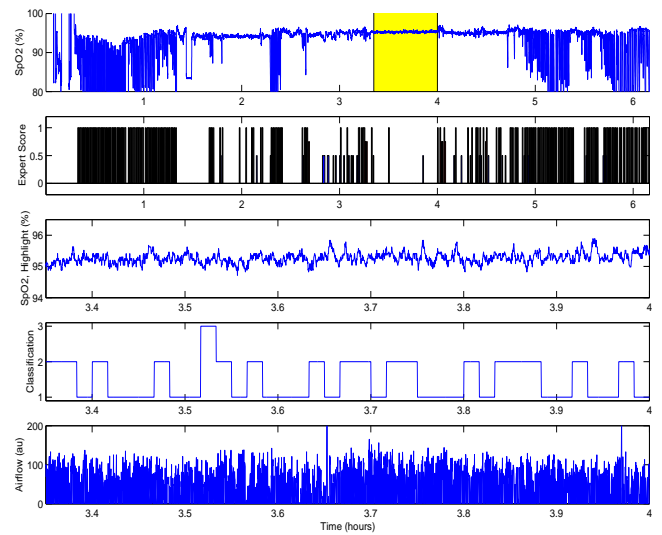 100
90
80
SpO2 (%)
1 2 3 4 5 6
1
0.5
0
Expert Score
1 2 3 4 5 6
96
95
94
SpO2, Highlight (%)
3.4 3.5 3.6 3.7 3.8 3.9 4
3
2
1
Classification
3.4 3.5 3.6 3.7 3.8 3.9 4
200
100
0
Airflow (au)
3.4 3.5 3.6 3.7 3.8 3.9 4
Time (hours)